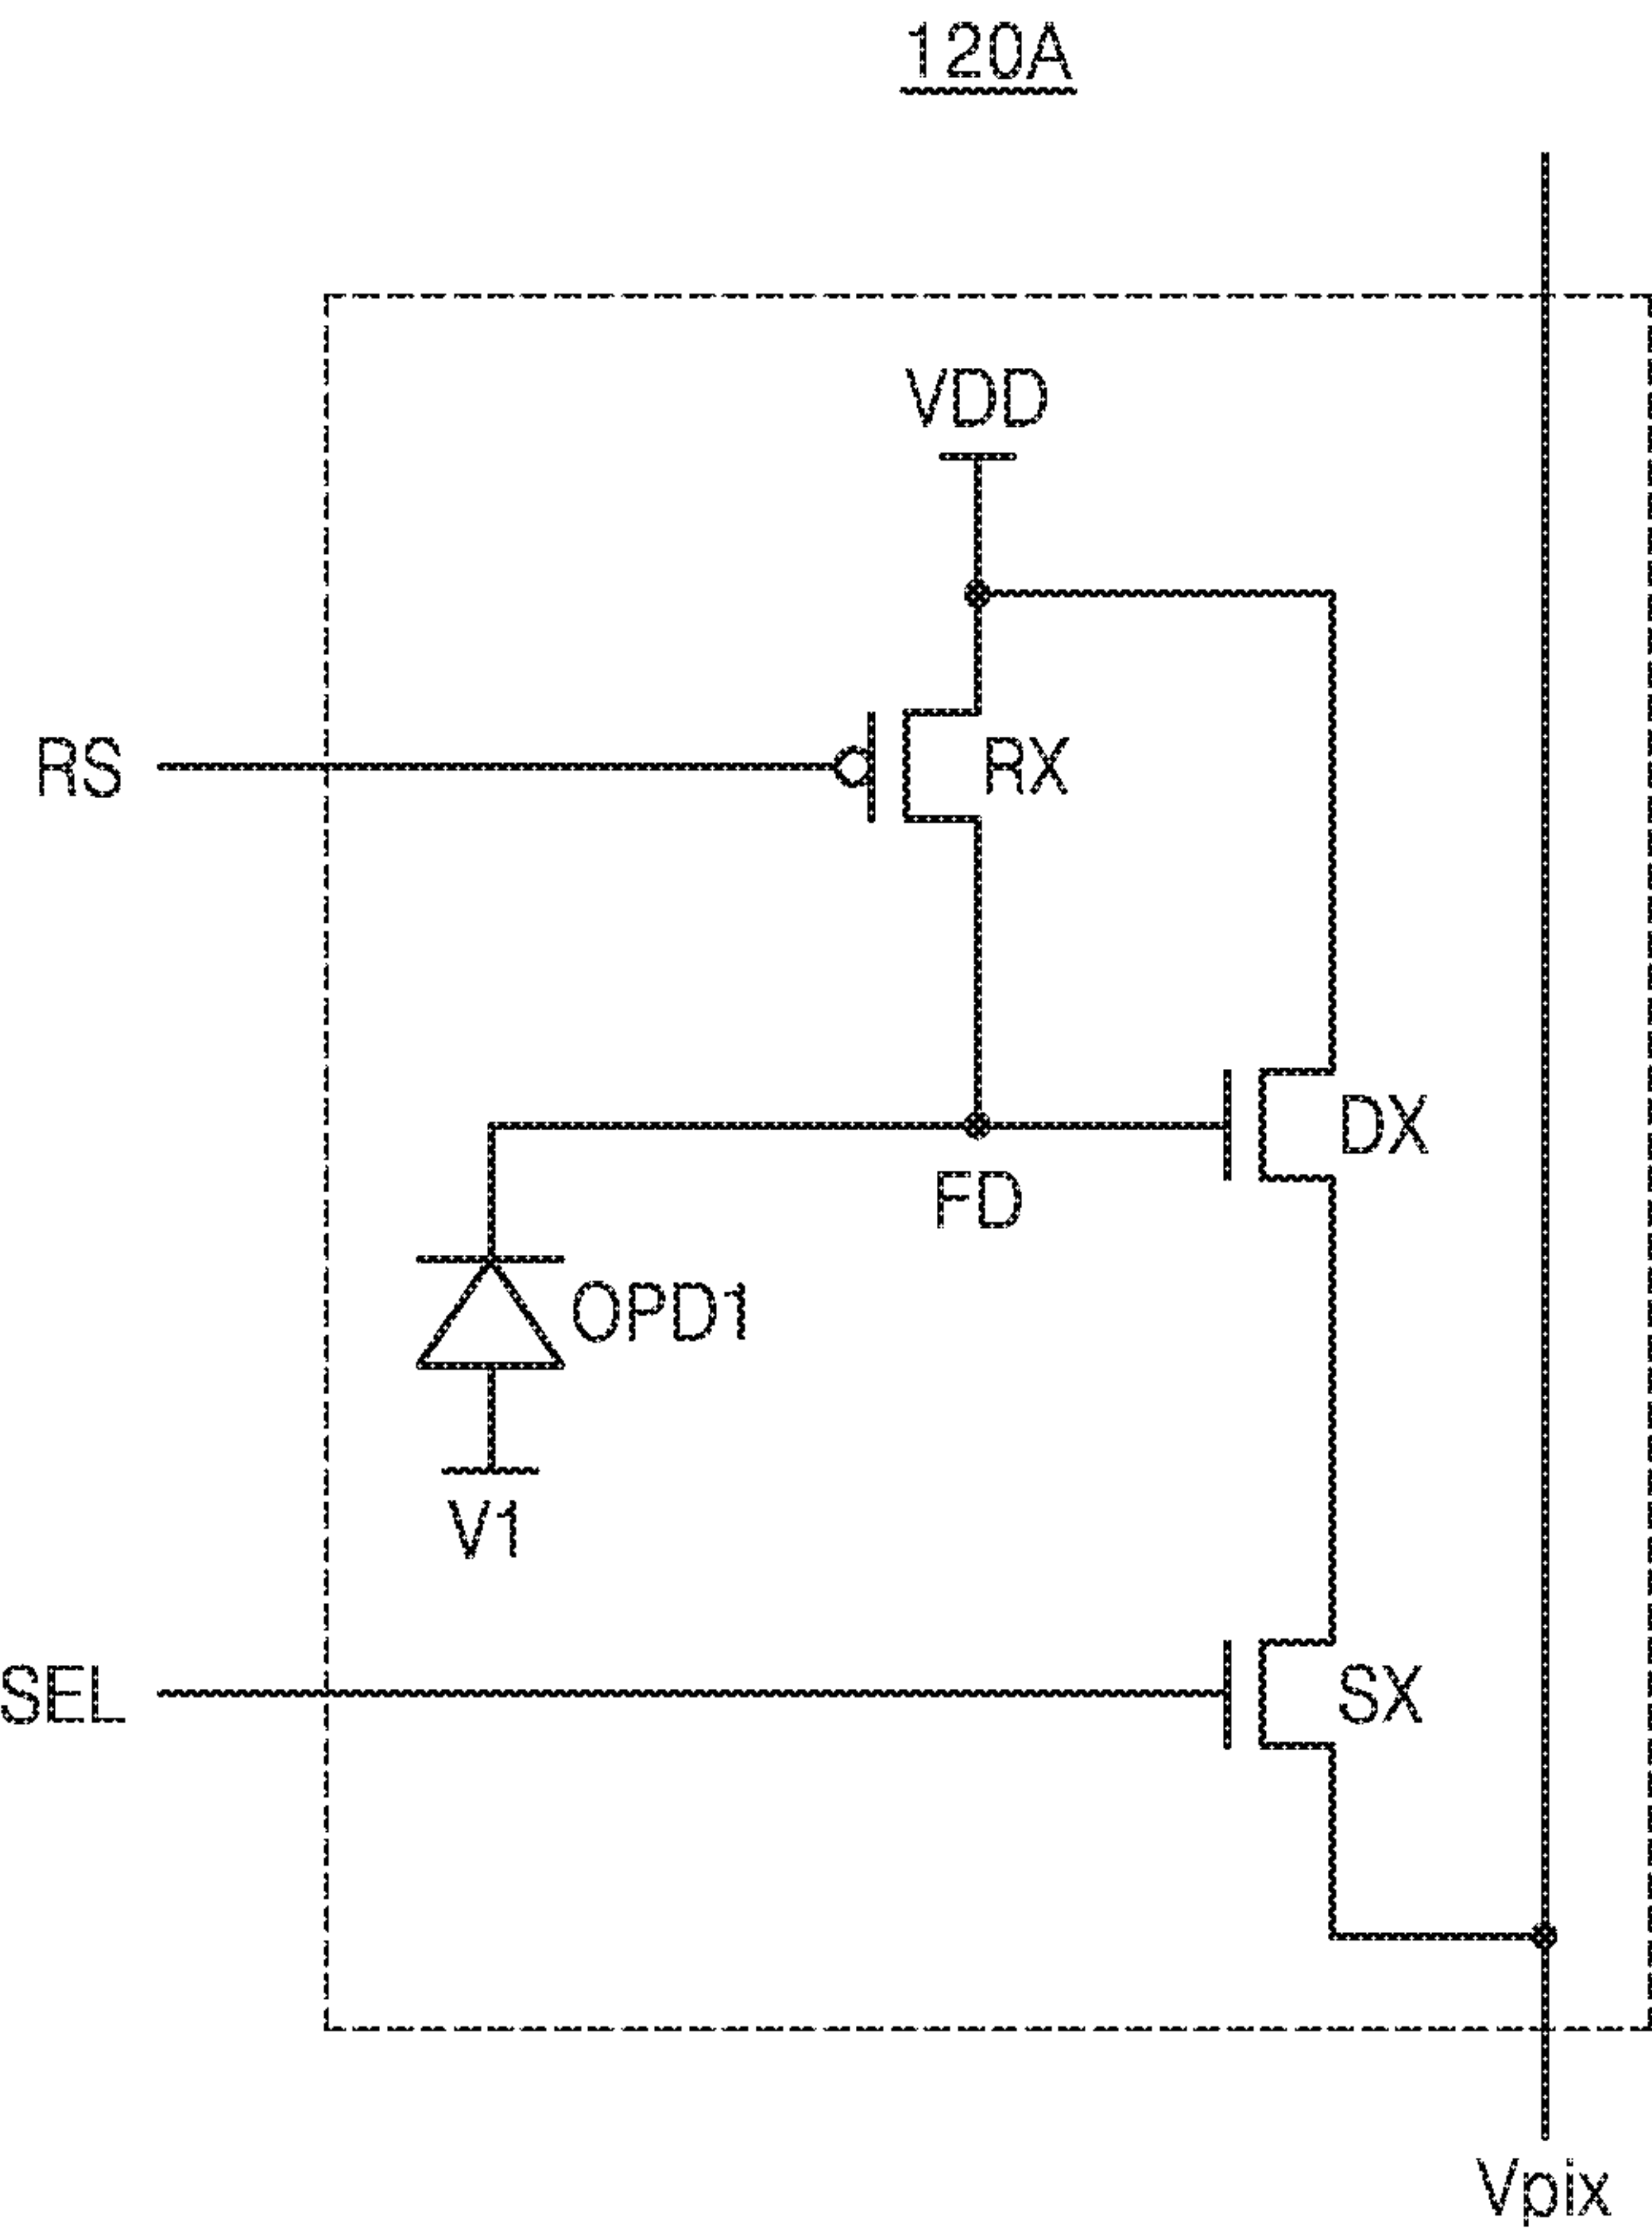 120A
VDD
RS
RX
DX
FD
OPD1
V1
SEL
SX
Vpix